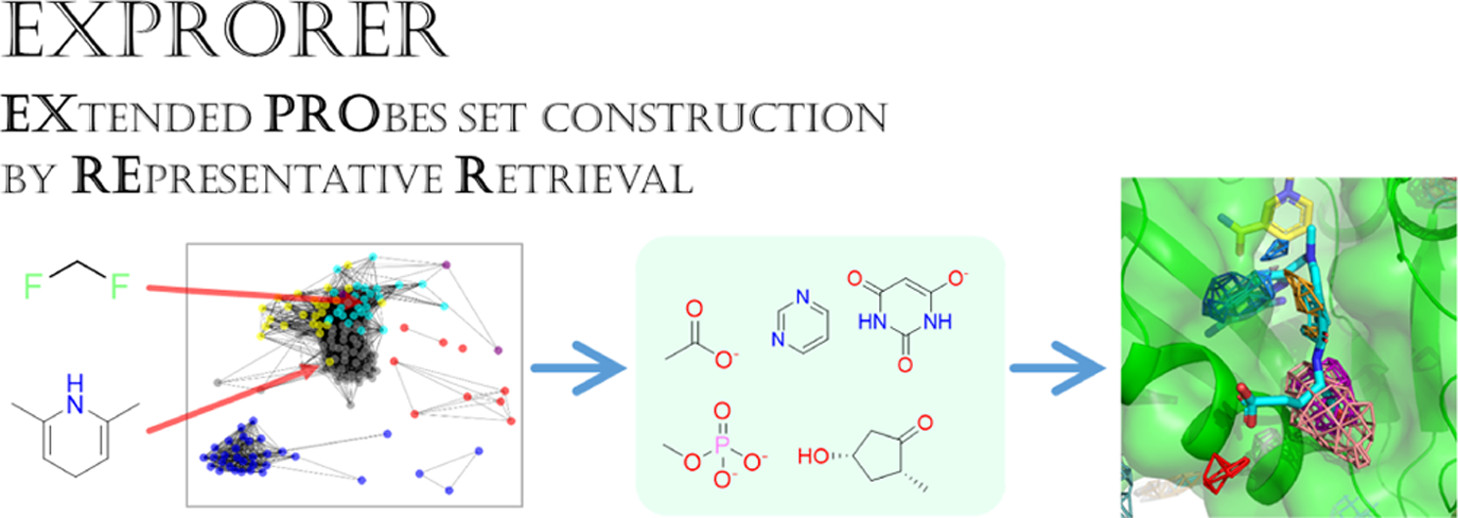 EXPRORER
EXTENDED PROBES SET CONSTRUCTION
BY REPRESENTATIVE RETRIEVAL
F F
H
N
O
O-
N
N
O O-
HN NH
O
O
P
O O-
O-
O
HO